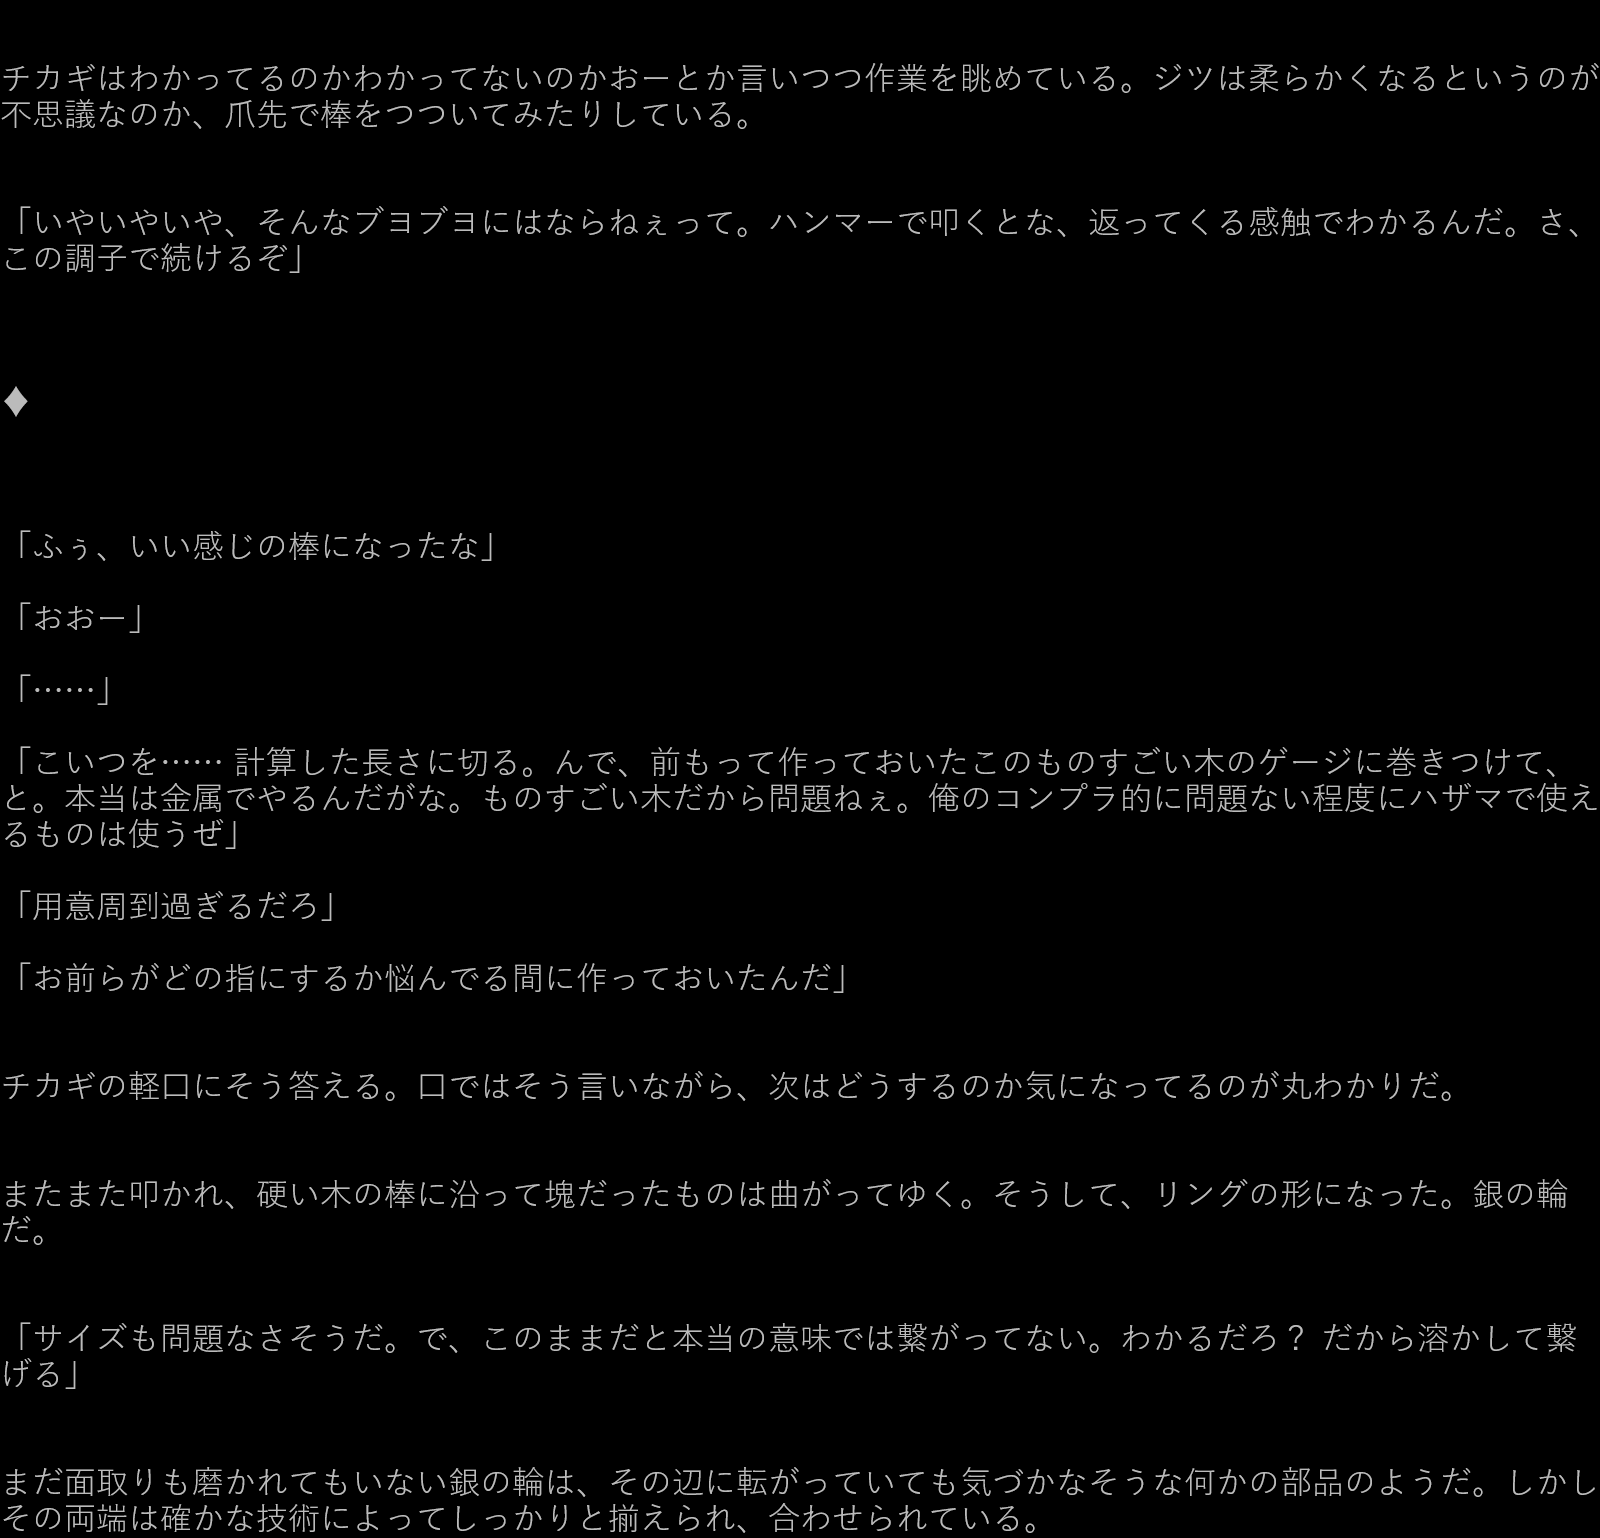 チカギはわかってるのかわかってないのかおーとか言いつつ作業を眺めている。ジツは柔らかくなるというのが
不思議なのか、爪先で棒をつついてみたりしている。
「いやいやいや、そんなブヨブヨにはならねぇって。ハンマーで叩くとな、返ってくる感触でわかるんだ。さ、
この調子で続けるぞ」
♦
「ふぅ、いい感じの棒になったな」
「おおー」
「……」
「こいつを…… 計算した長さに切る。んで、前もって作っておいたこのものすごい木のゲージに巻きつけて、
と。本当は金属でやるんだがな。ものすごい木だから問題ねぇ。俺のコンプラ的に問題ない程度にハザマで使え
るものは使うぜ」
「用意周到過ぎるだろ」
「お前らがどの指にするか悩んでる間に作っておいたんだ」
チカギの軽口にそう答える。口ではそう言いながら、次はどうするのか気になってるのが丸わかりだ。
またまた叩かれ、硬い木の棒に沿って塊だったものは曲がってゆく。そうして、リングの形になった。銀の輪
だ。
「サイズも問題なさそうだ。で、このままだと本当の意味では繋がってない。わかるだろ？ だから溶かして繋
げる」
まだ面取りも磨かれてもいない銀の輪は、その辺に転がっていても気づかなそうな何かの部品のようだ。しかし
その両端は確かな技術によってしっかりと揃えられ、合わせられている。